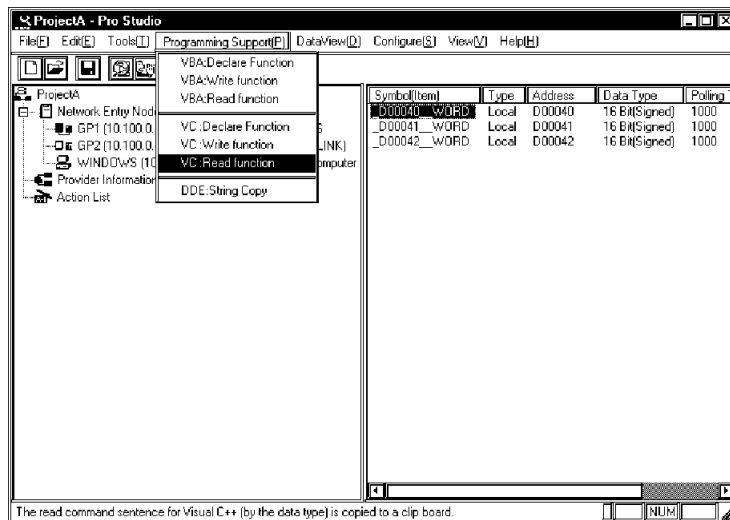 ProjectA - Pro Studio
File[F] Edit[E] Tools[T] Programming Support[P] DataView[D] Configure[S] View[V] Help[H]
VBA:Declare Function
VBA:Write function
VBA:Read function
VC :Declare Function
VC :Write function
VC :Read function
DDE:String Copy
ProjectA
Network Entry Nod
GP1 (10.100.0. S
GP2 (10.100.0. INK)
WINDOWS (10 omputer
Provider Information
Action List
Symbol(Item) Type Address Data Type Polling T
_D00040__WORD Local D00040 16 Bit(Signed) 1000
_D00041__WORD Local D00041 16 Bit(Signed) 1000
_D00042__WORD Local D00042 16 Bit(Signed) 1000
The read command sentence for Visual C++ (by the data type) is copied to a clip board.
NUM